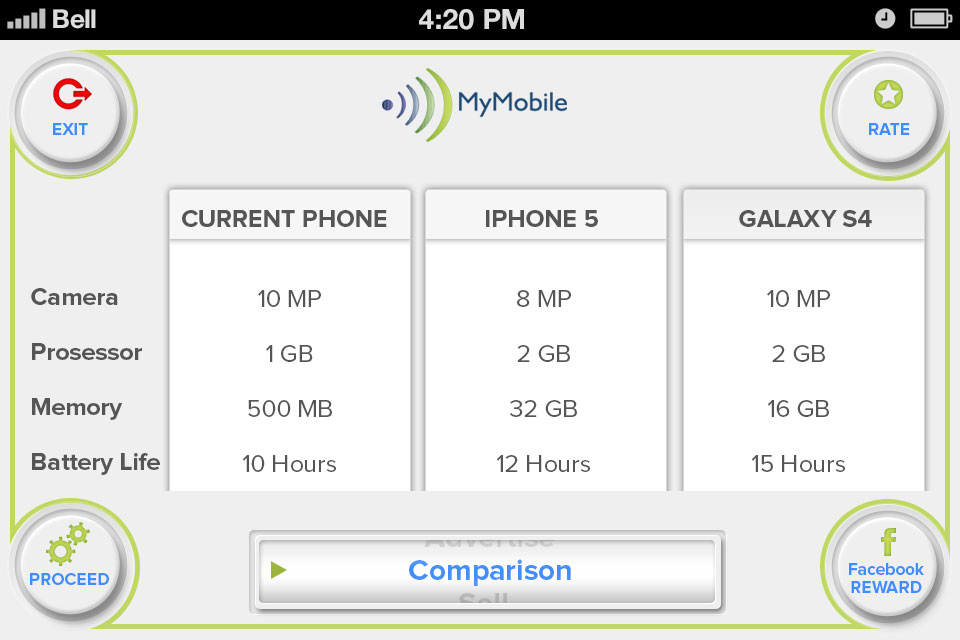 Bell 4:20 PM
MyMobile
EXIT
RATE
CURRENT PHONE IPHONE 5 GALAXY S4
Camera 10 MP 8 MP 10 MP
Prosessor 1 GB 2 GB 2 GB
Memory 500 MB 32 GB 16 GB
Battery Life 10 Hours 12 Hours 15 Hours
PROCEED
Advertise
Comparison
Sell
Facebook
REWARD